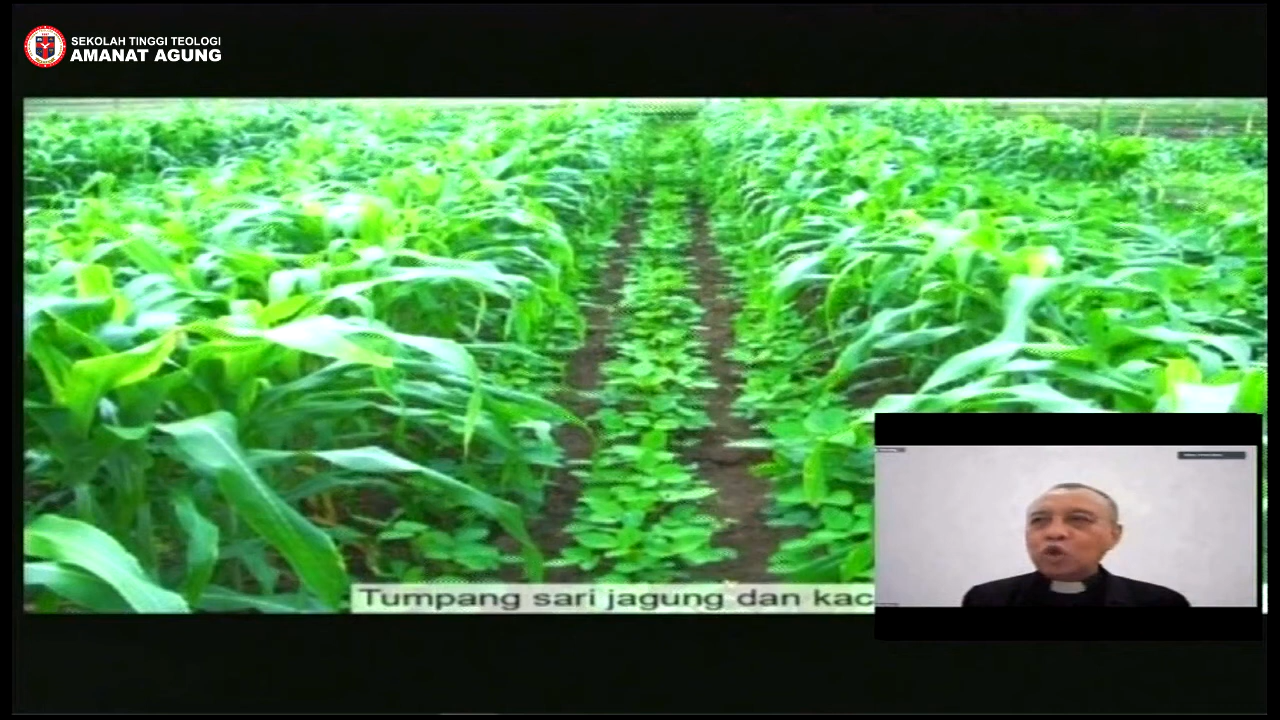 SEKOLAH TINGGI TEOLOGI
AMANAT AGUNG
Tumpang sari jagung dan kac